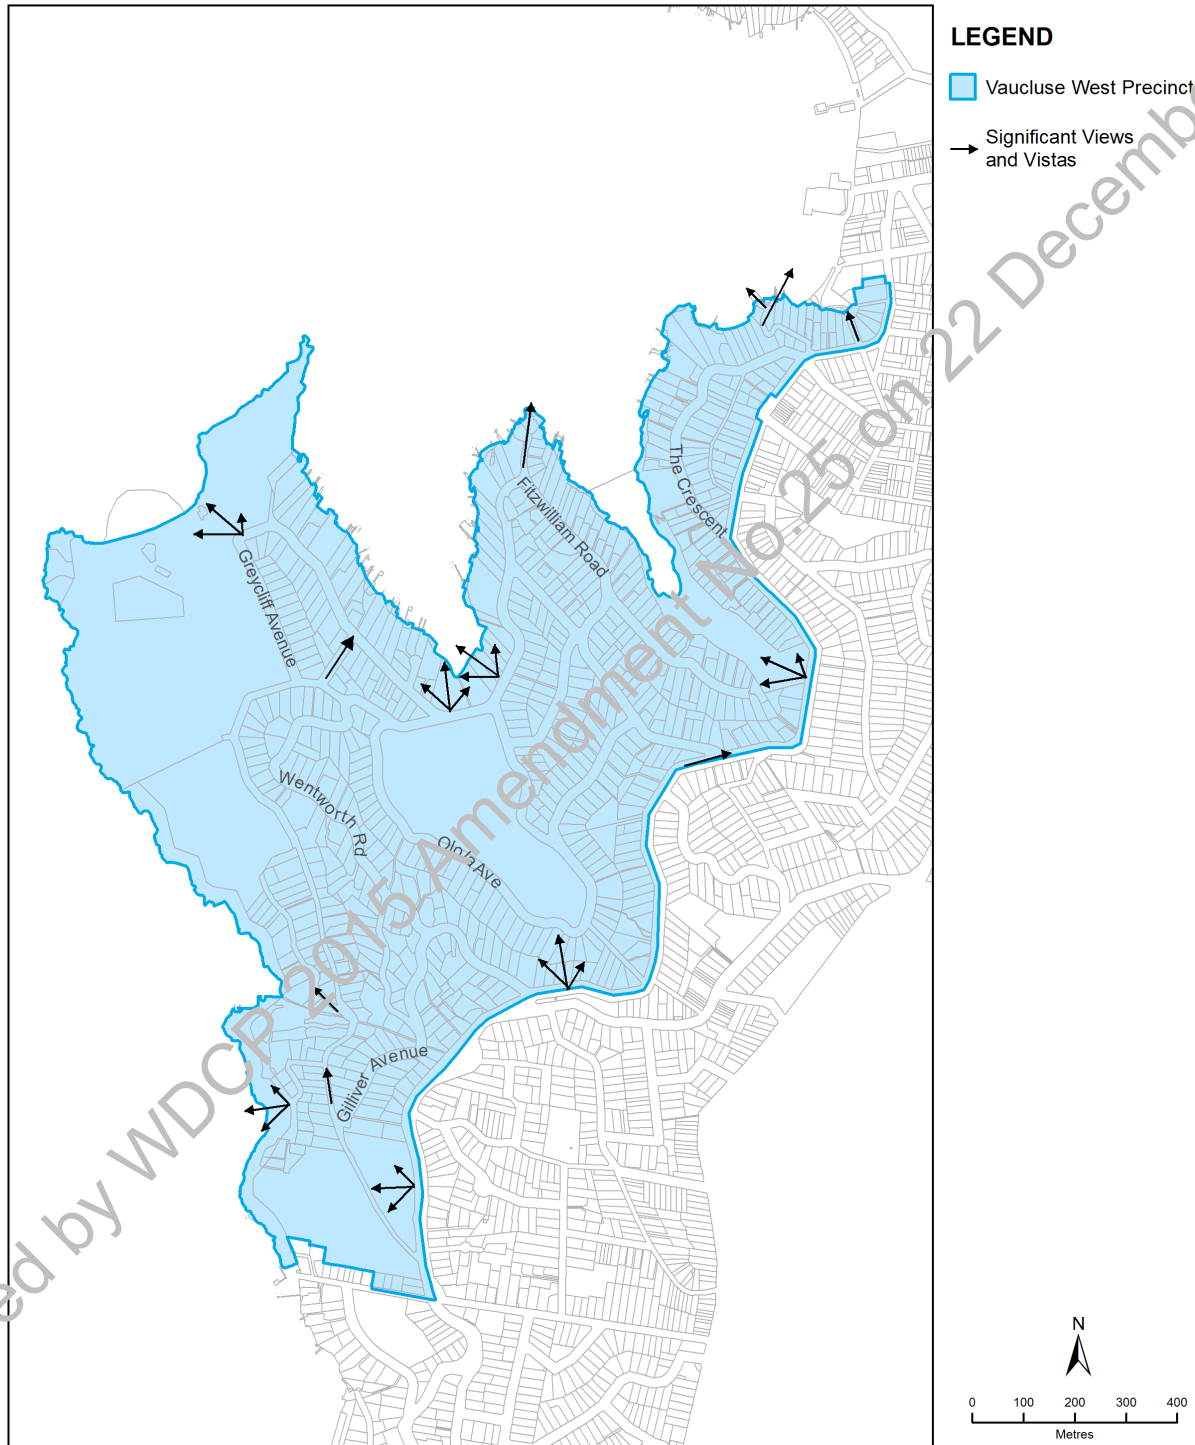 LEGEND
Vaucluse West Precinct
Significant Views
and Vistas
The Crescent
Fitzwilliam Road
Greycliff Avenue
Wentworth Rd
Olola Ave
Gilliver Avenue
ed by WDCP 2015 Amendment No.25 on 22 Decemb
N
0 100 200 300 400
Metres